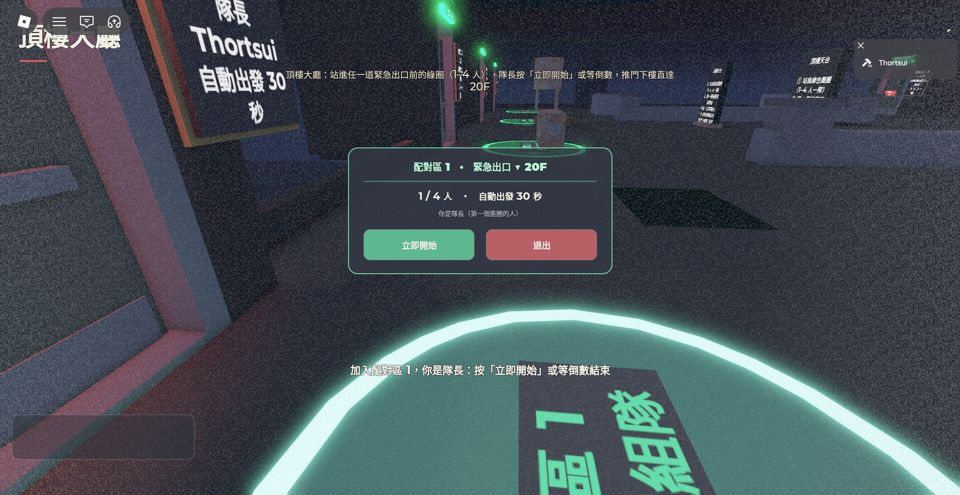 頂樓大廳
隊長
Thortsui
自動出發 30
秒
頂樓大廳：站進任一道緊急出口前的綠圈（1-4 人），隊長按「立即開始」或等倒數，推門下樓直達
20F
Thortsui
頂樓天台
配對區 1 • 緊急出口 ▼ 20F
1 / 4 人 • 自動出發 30 秒
你是隊長（第一個進圈的人）
立即開始
退出
加入配對區 1，你是隊長：按「立即開始」或等倒數結束
區 1
組隊